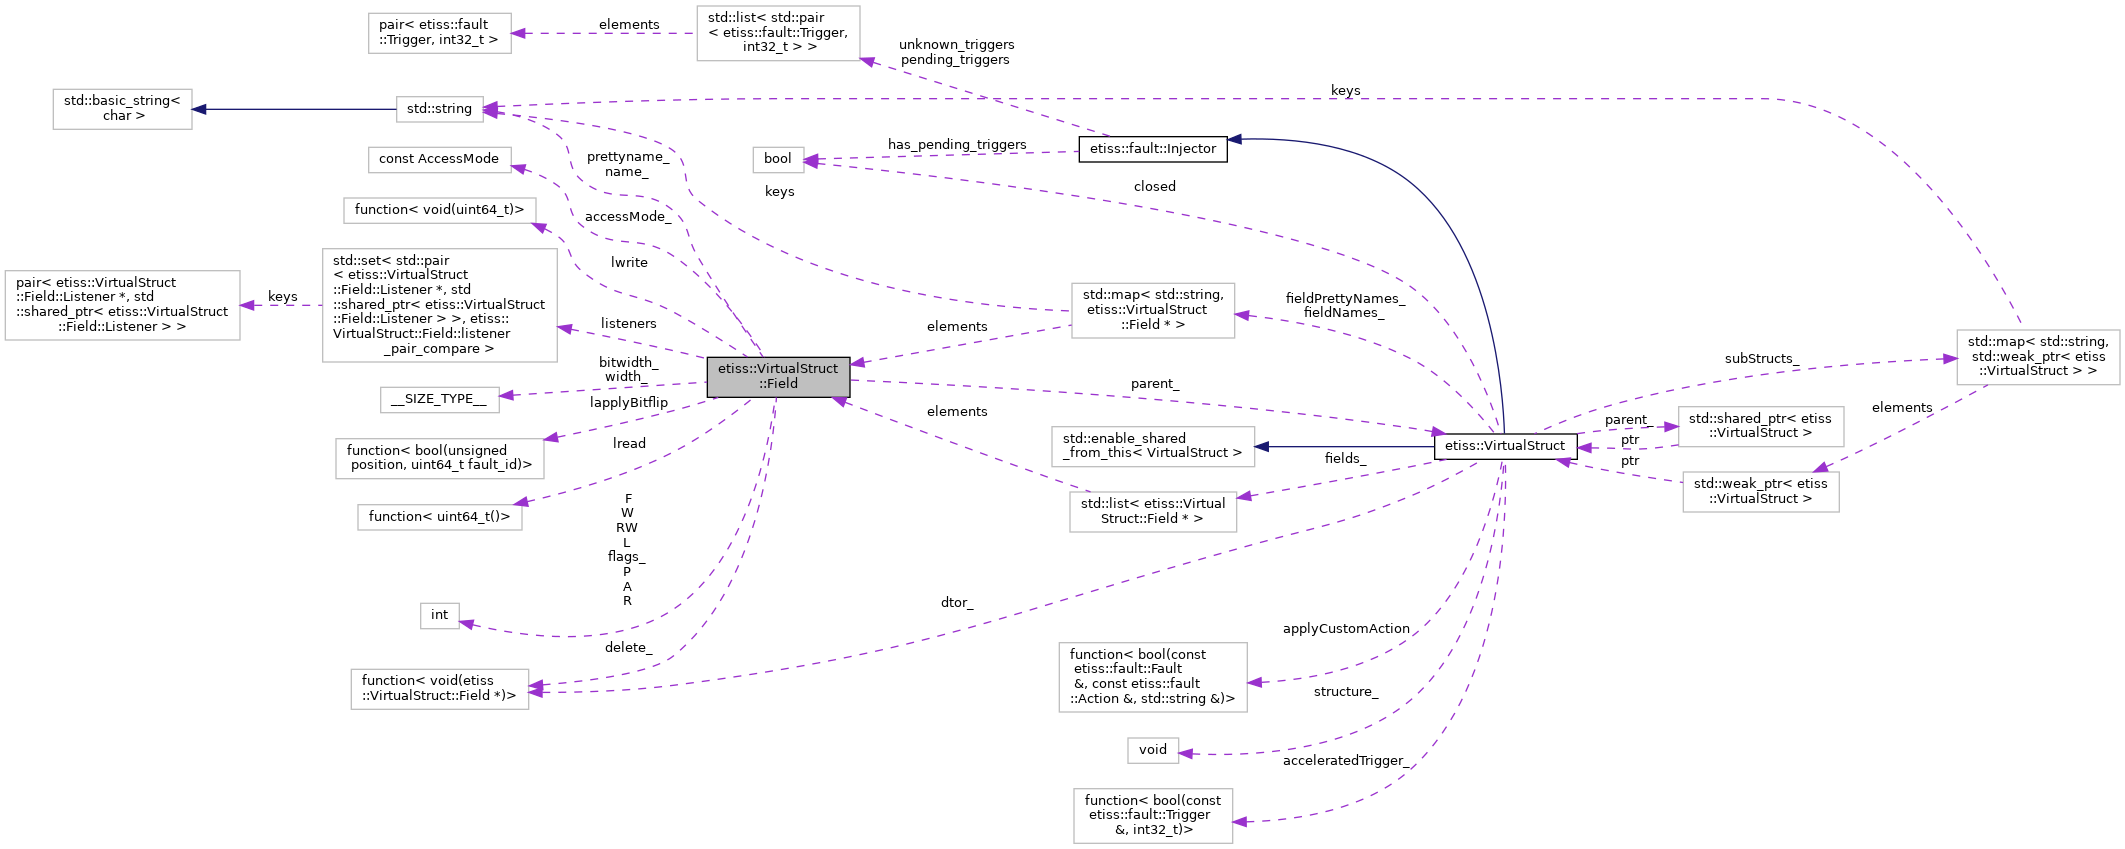 pair< etiss::fault
::Trigger, int32_t >
elements
std::list< std::pair
< etiss::fault::Trigger,
int32_t > >
unknown_triggers
pending_triggers
std::basic_string<
char >
std::string
keys
const AccessMode
prettyname_
name_
bool
keys
has_pending_triggers
etiss::fault::Injector
closed
function< void(uint64_t)>
accessMode_
lwrite
pair< etiss::VirtualStruct
::Field::Listener *, std
::shared_ptr< etiss::VirtualStruct
::Field::Listener > >
keys
std::set< std::pair
< etiss::VirtualStruct
::Field::Listener *, std
::shared_ptr< etiss::VirtualStruct
::Field::Listener > >, etiss::
VirtualStruct::Field::listener
_pair_compare >
listeners
bitwidth_
width_
etiss::VirtualStruct
::Field
elements
std::map< std::string,
etiss::VirtualStruct
::Field * >
fieldPrettyNames_
fieldNames_
std::map< std::string,
std::weak_ptr< etiss
::VirtualStruct > >
subStructs_
parent_
__SIZE_TYPE__
lapplyBitflip
elements
std::enable_shared
_from_this< VirtualStruct >
etiss::VirtualStruct
parent_
ptr
ptr
std::shared_ptr< etiss
::VirtualStruct >
elements
function< bool(unsigned
position, uint64_t fault_id)>
lread
fields_
std::weak_ptr< etiss
::VirtualStruct >
function< uint64_t()>
std::list< etiss::Virtual
Struct::Field * >
F
W
RW
L
flags_
P
A
R
int
dtor_
delete_
function< void(etiss
::VirtualStruct::Field *)>
applyCustomAction
function< bool(const
etiss::fault::Fault
&, const etiss::fault
::Action &, std::string &)>
structure_
void
acceleratedTrigger_
function< bool(const
etiss::fault::Trigger
&, int32_t)>